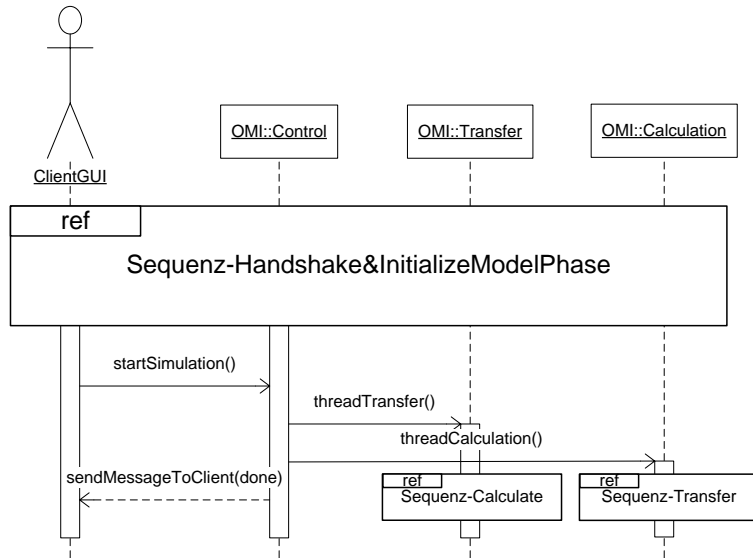 OMI::Control
OMI::Transfer
OMI::Calculation
ClientGUI
ref
Sequenz-Handshake&InitializeModelPhase
startSimulation()
threadTransfer()
threadCalculation()
sendMessageToClient(done)
ref
Sequenz-Calculate
ref
Sequenz-Transfer